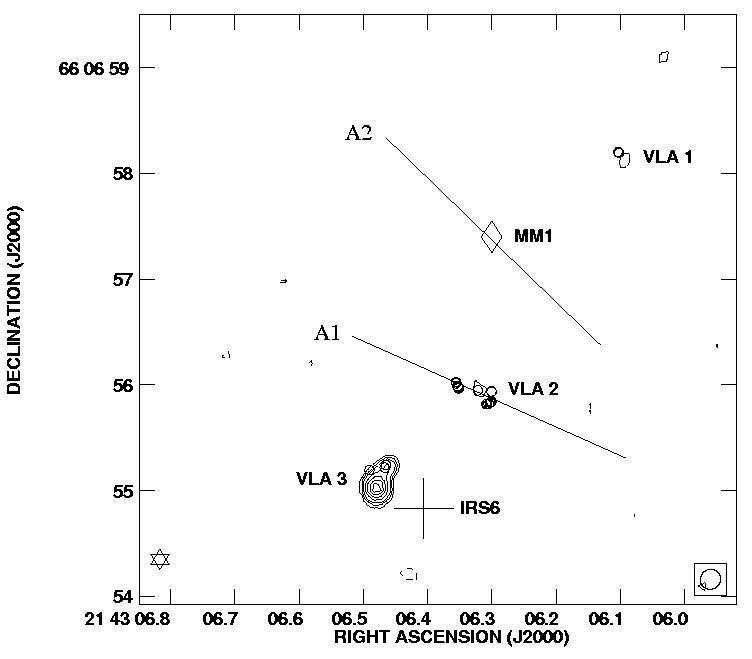 66 06 59
A2
VLA 1
58
MM1
57
A1
56
VLA 2
VLA 3
55
IRS6
54
21 43 06.8 06.7 06.6 06.5 06.4 06.3 06.2 06.1 06.0
RIGHT ASCENSION (J2000)
DECLINATION (J2000)